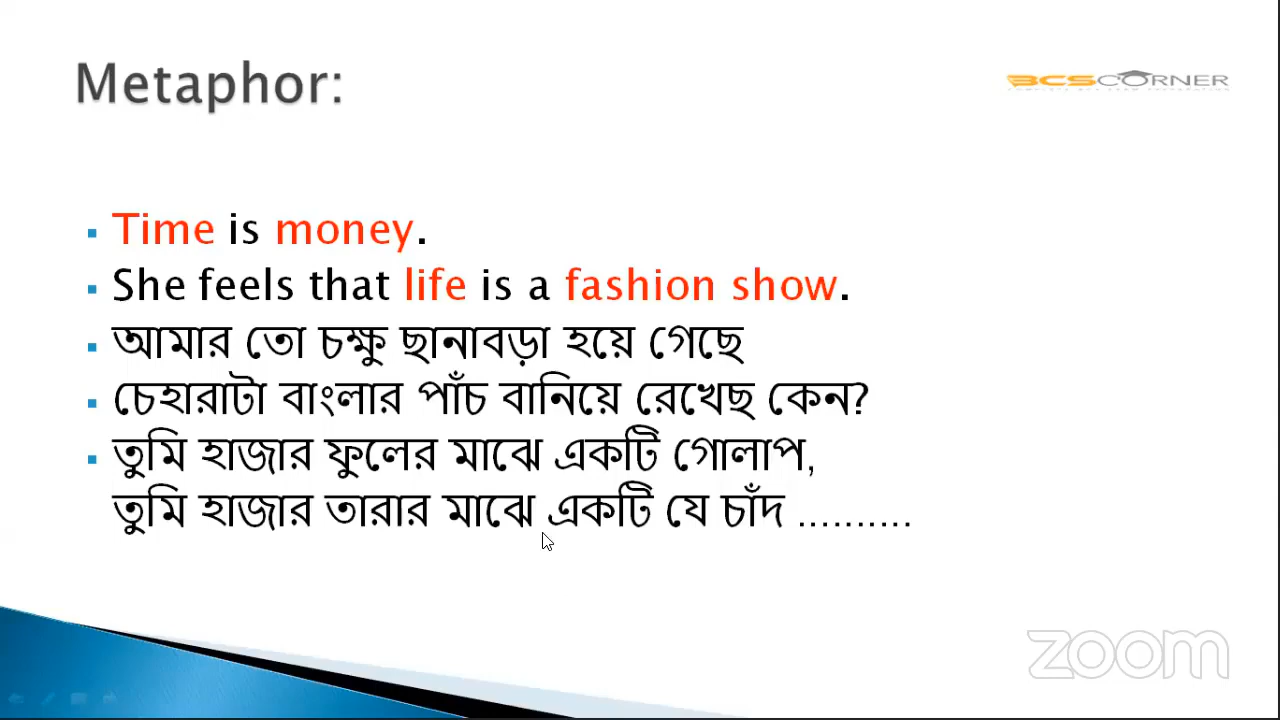 Metaphor:
BCSCORNER
▪ Time is money.
▪ She feels that life is a fashion show.
▪ আমার তো চক্ষু ছানাবড়া হয়ে গেছে
▪ চেহারাটা বাংলার পাঁচ বানিয়ে রেখেছ কেন?
▪ তুমি হাজার ফুলের মাঝে একটি গোলাপ,
তুমি হাজার তারার মাঝে একটি যে চাঁদ ..........
zoom